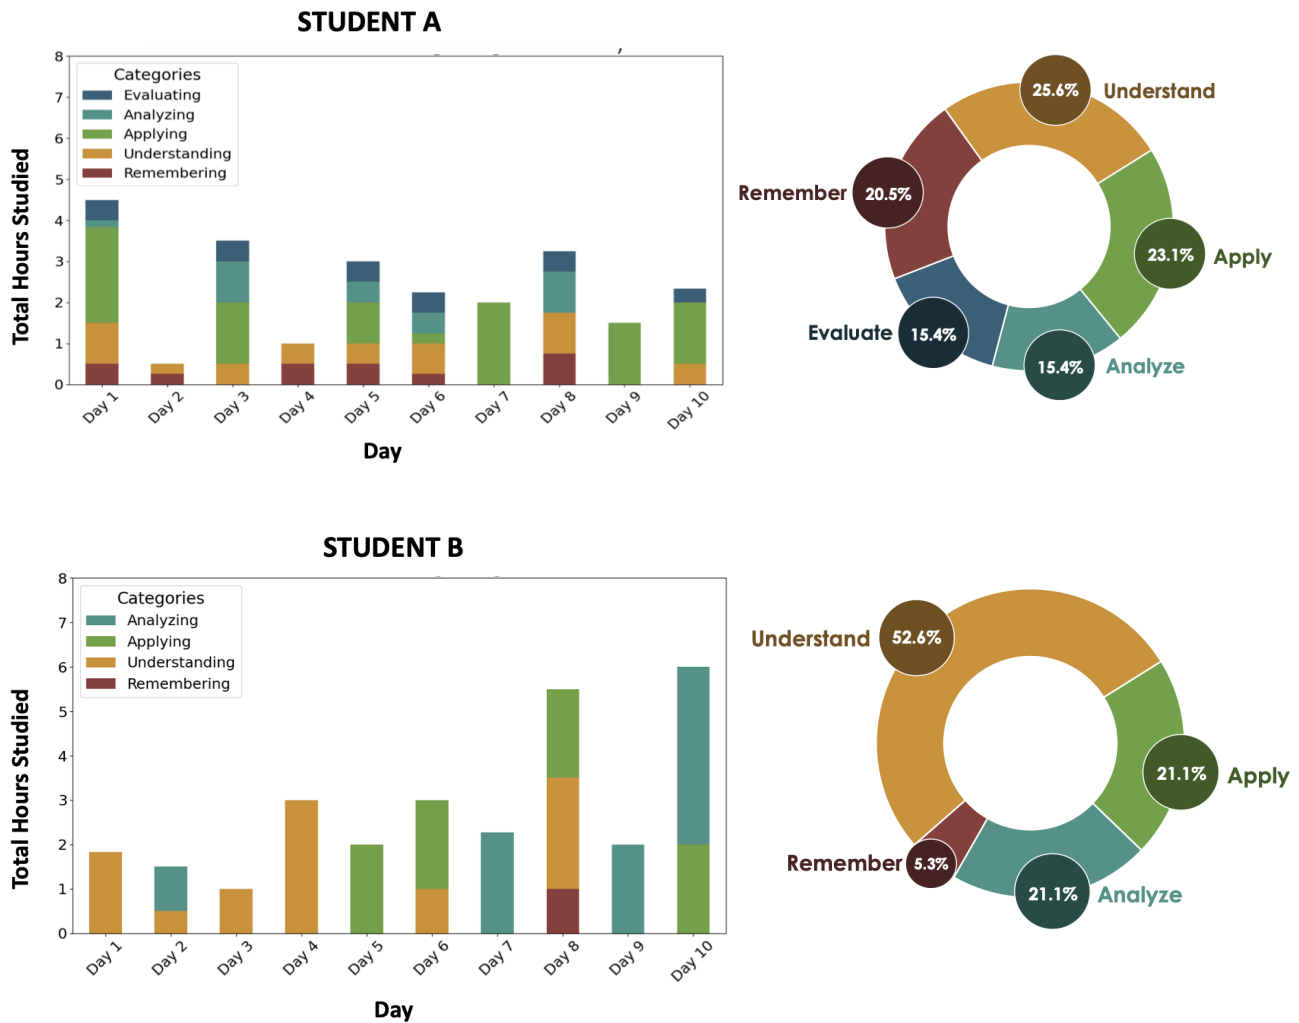 STUDENT A
Total Hours Studied
8
7
6
5
4
3
2
1
0
Categories
Evaluating
Analyzing
Applying
Understanding
Remembering
Day 1
Day 2
Day 3
Day 4
Day 5
Day 6
Day 7
Day 8
Day 9
Day 10
Day
25.6% Understand
Remember 20.5%
23.1% Apply
Evaluate 15.4%
15.4% Analyze
STUDENT B
Total Hours Studied
8
7
6
5
4
3
2
1
0
Categories
Analyzing
Applying
Understanding
Remembering
Day 1
Day 2
Day 3
Day 4
Day 5
Day 6
Day 7
Day 8
Day 9
Day 10
Day
Understand 52.6%
21.1% Apply
Remember 5.3%
21.1% Analyze